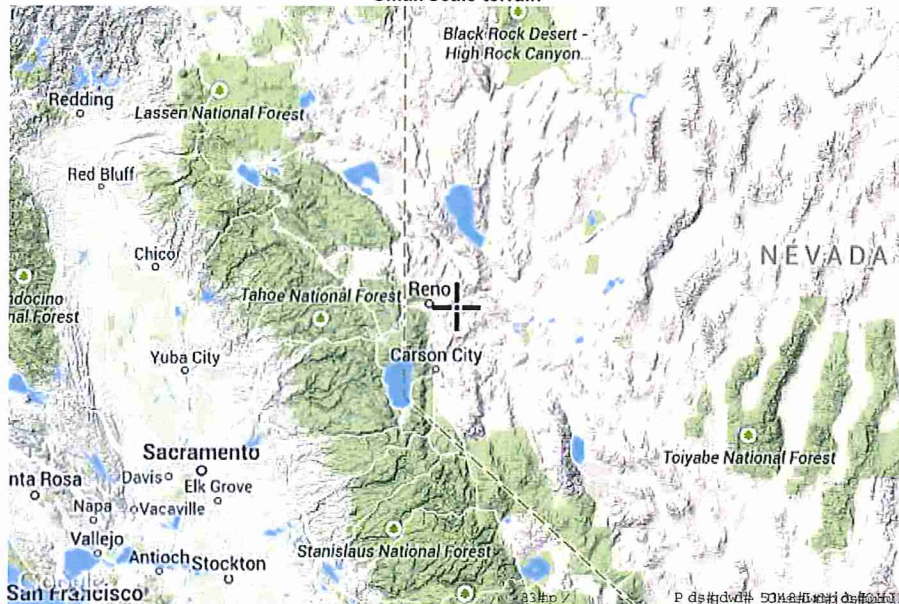 Black Rock Desert -
High Rock Canyon
Redding
Lassen National Forest
Red Bluff
Chico
NEVADA
Tahoe National Forest
Reno
Yuba City
Carson City
Sacramento
Toiyabe National Forest
Davis
Elk Grove
Napa
Vacaville
Vallejo
Antioch
Stockton
Stanislaus National Forest
San Francisco